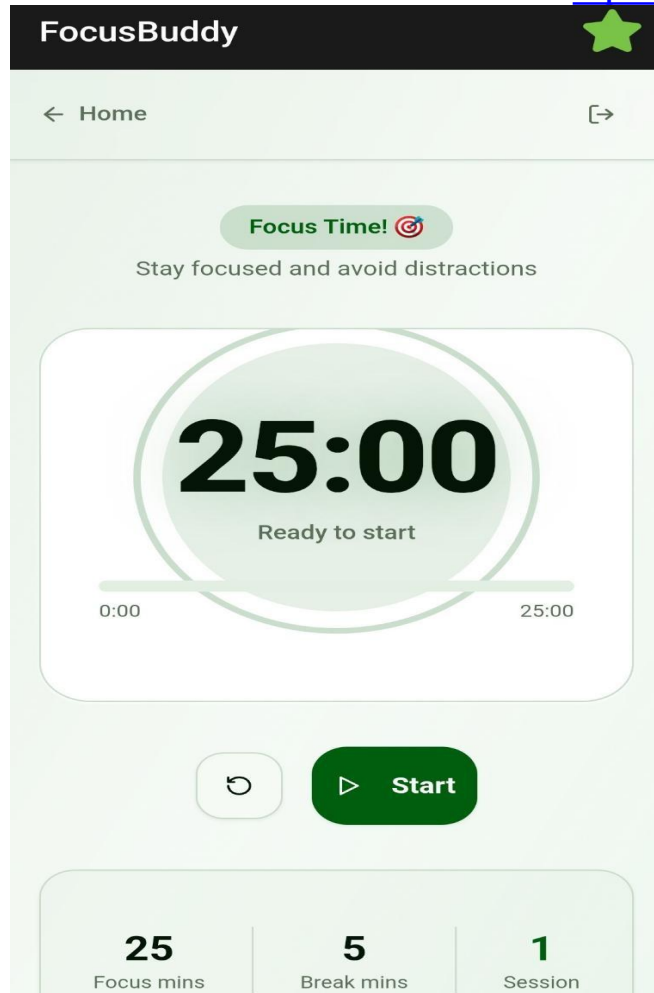 FocusBuddy
← Home
Focus Time! 🎯
Stay focused and avoid distractions
25:00
Ready to start
0:00 25:00
Start
25 5 1
Focus mins Break mins Session